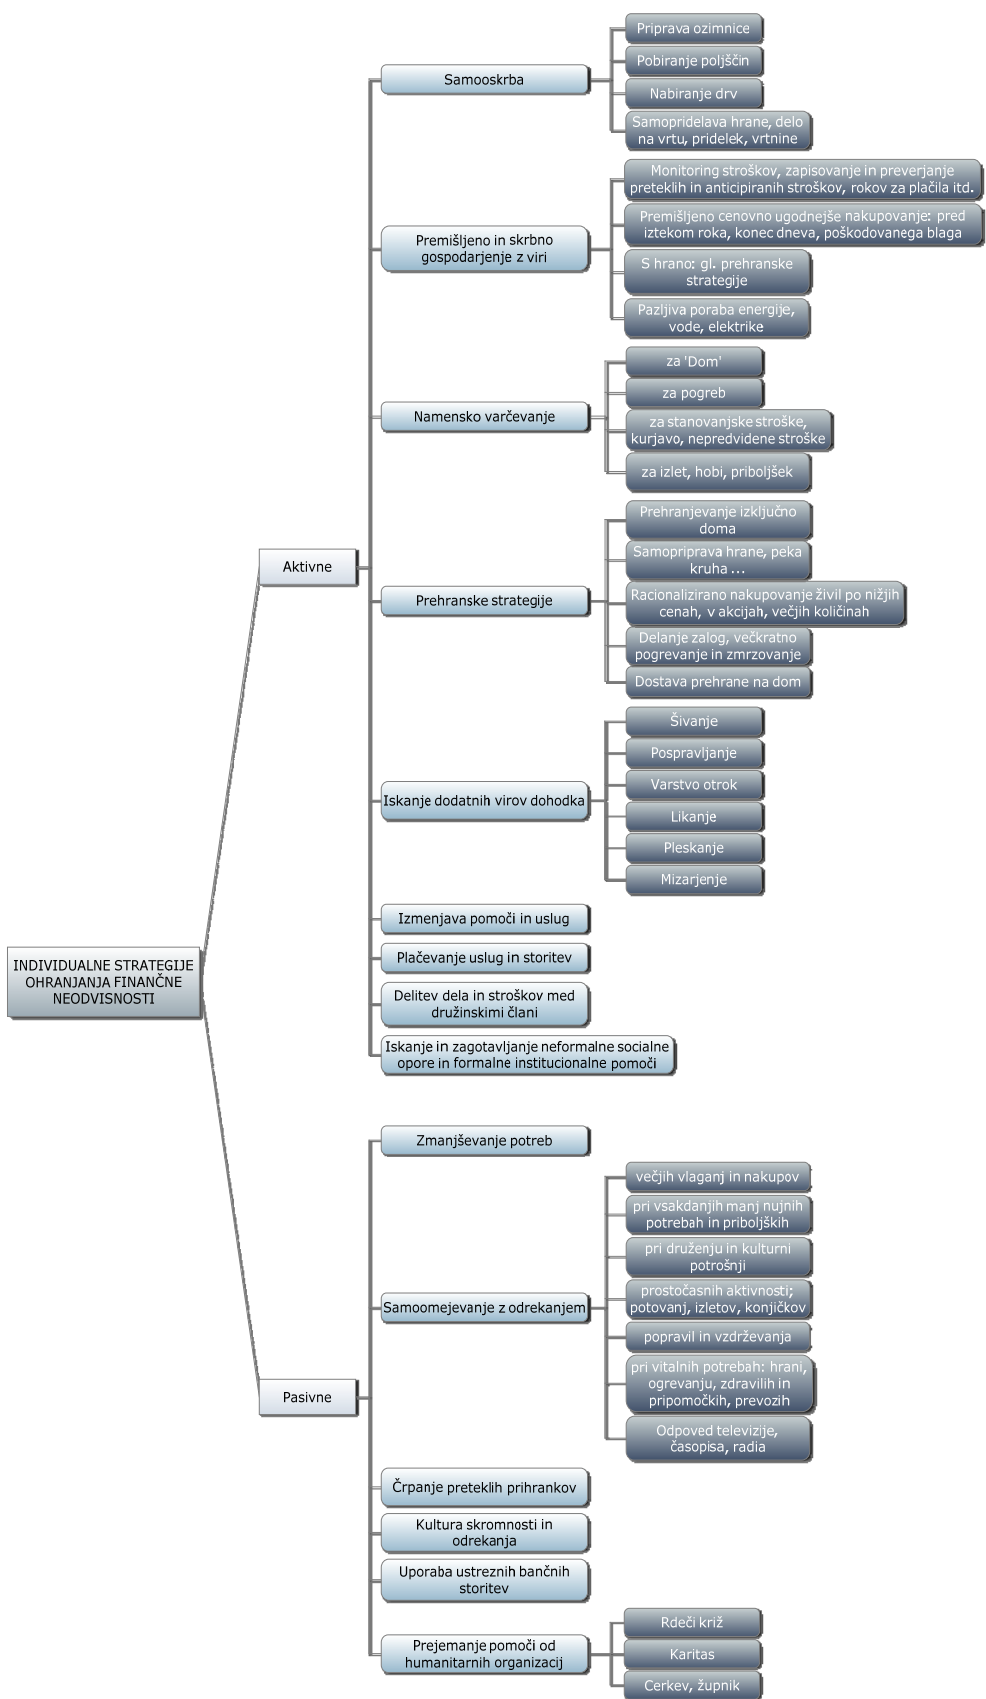 INDIVIDUALNE STRATEGIJE
OHRANJANJA FINANČNE
NEODVISNOSTI
Aktivne
Samooskrba
Priprava ozimnice
Pobiranje poljščin
Nabiranje drv
Samopridelava hrane, delo
na vrtu, pridelek, vrtnine
Premišljeno in skrbno
gospodarjenje z viri
Monitoring stroškov, zapisovanje in preverjanje
preteklih in anticipiranih stroškov, rokov za plačila itd.
Premišljeno cenovno ugodnejše nakupovanje: pred
iztekom roka, konec dneva, poškodovanega blaga
S hrano: gl. prehranske
strategije
Pazljiva poraba energije,
vode, elektrike
Namensko varčevanje
za 'Dom'
za pogreb
za stanovanjske stroške,
kurjavo, nepredvidene stroške
za izlet, hobi, priboljšek
Prehranske strategije
Prehranjevanje izključno
doma
Samopriprava hrane, peka
kruha ...
Racionalizirano nakupovanje živil po nižjih
cenah, v akcijah, večjih količinah
Delanje zalog, večkratno
pogrevanje in zmrzovanje
Dostava prehrane na dom
Iskanje dodatnih virov dohodka
Šivanje
Pospravljanje
Varstvo otrok
Likanje
Pleskanje
Mizarjenje
Izmenjava pomoči in uslug
Plačevanje uslug in storitev
Delitev dela in stroškov med
družinskimi člani
Iskanje in zagotavljanje neformalne socialne
opore in formalne institucionalne pomoči
Pasivne
Zmanjševanje potreb
Samoomejevanje z odrekanjem
večjih vlaganj in nakupov
pri vsakdanjih manj nujnih
potrebah in priboljških
pri druženju in kulturni
potrošnji
prostočasnih aktivnosti;
potovanj, izletov, konjičkov
popravil in vzdrževanja
pri vitalnih potrebah: hrani,
ogrevanju, zdravilih in
pripomočkih, prevozih
Odpoved televizije,
časopisa, radia
Črpanje preteklih prihrankov
Kultura skromnosti in
odrekanja
Uporaba ustreznih bančnih
storitev
Prejemanje pomoči od
humanitarnih organizacij
Rdeči križ
Karitas
Cerkev, župnik